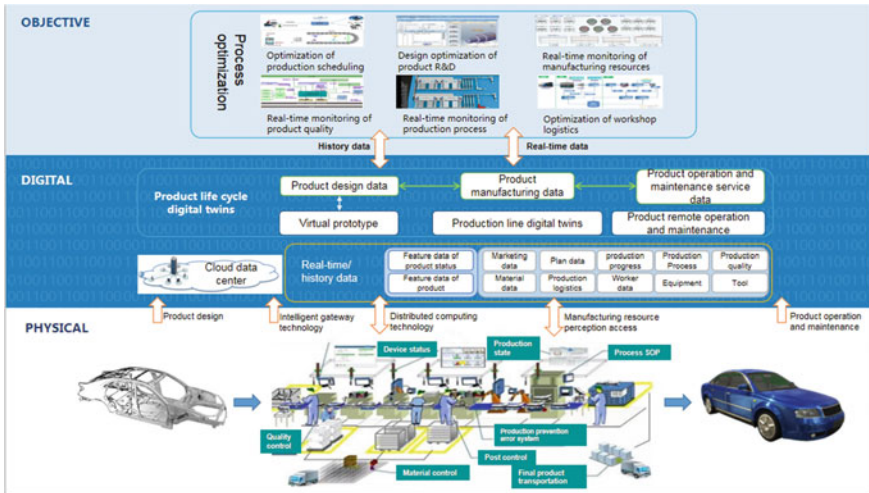 OBJECTIVE
Process
optimization
Optimization of
production scheduling
Design optimization of
product R&D
Real-time monitoring of
manufacturing resources
Real-time monitoring of
product quality
Real-time monitoring of
production process
Optimization of workshop
logistics
History data
Real-time data
DIGITAL
Product life cycle
digital twins
Product design data
Product
manufacturing data
Product operation and
maintenance service
data
Virtual prototype
Production line digital twins
Product remote operation
and maintenance
Cloud data
center
Real-time/
history data
Feature data of
product status
Feature data of
product
Marketing
data
Plan data
production
progress
Production
Process
Production
quality
Material
data
Production
logistics
Worker
data
Equipment
Tool
Product design
Intelligent gateway
technology
Distributed computing
technology
Manufacturing resource
perception access
Product operation
and maintenance
PHYSICAL
Device status
Production
state
Process SOP
Quality
control
Production prevention
error system
Post control
Material control
Final product
transportation